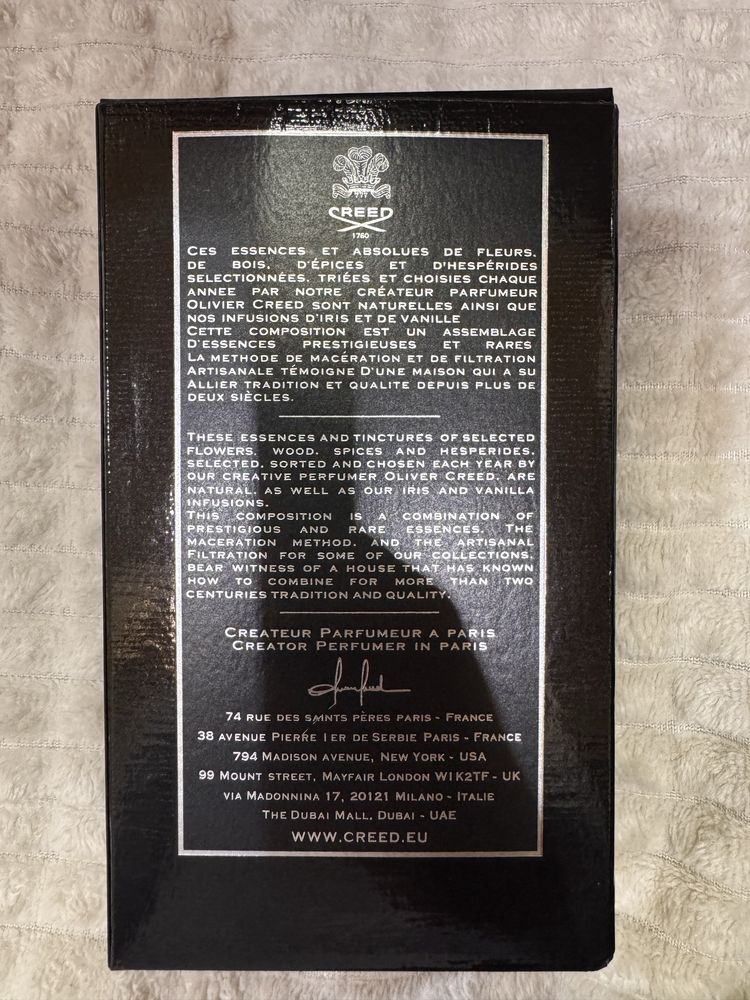 CREED
1760
CES ESSENCES ET ABSOLUES DE FLEURS,
DE BOIS, D'ÉPICES ET D'HESPÉRIDES
SELECTIONNÉES, TRIÉES ET CHOISIES CHAQUE
ANNEE PAR NOTRE CRÉATEUR PARFUMEUR
OLIVIER CREED SONT NATURELLES AINSI QUE
NOS INFUSIONS D'IRIS ET DE VANILLE
CETTE COMPOSITION EST UN ASSEMBLAGE
D'ESSENCES PRESTIGIEUSES ET RARES
LA METHODE DE MACÉRATION ET DE FILTRATION
ARTISANALE TÉMOIGNE D'UNE MAISON QUI A SU
ALLIER TRADITION ET QUALITE DEPUIS PLUS DE
DEUX SIÈCLES.
THESE ESSENCES AND TINCTURES OF SELECTED
FLOWERS, WOOD, SPICES AND HESPERIDES,
SELECTED, SORTED AND CHOSEN EACH YEAR BY
OUR CREATIVE PERFUMER OLIVER CREED, ARE
NATURAL, AS WELL AS OUR IRIS AND VANILLA
INFUSIONS.
THIS COMPOSITION IS A COMBINATION OF
PRESTIGIOUS AND RARE ESSENCES. THE
MACERATION METHOD, AND THE ARTISANAL
FILTRATION FOR SOME OF OUR COLLECTIONS,
BEAR WITNESS OF A HOUSE THAT HAS KNOWN
HOW TO COMBINE FOR MORE THAN TWO
CENTURIES TRADITION AND QUALITY.
CREATEUR PARFUMEUR A PARIS
CREATOR PERFUMER IN PARIS
74 RUE DES SAINTS PÈRES PARIS - FRANCE
38 AVENUE PIERRE I ER DE SERBIE PARIS - FRANCE
794 MADISON AVENUE, NEW YORK - USA
99 MOUNT STREET, MAYFAIR LONDON W1K2TF - UK
VIA MADONNINA 17, 20121 MILANO - ITALIE
THE DUBAI MALL, DUBAI - UAE
WWW.CREED.EU